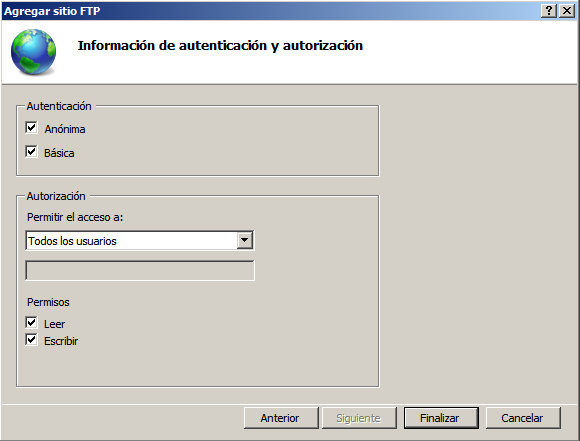 Agregar sitio FTP
Información de autenticación y autorización
Autenticación
Anónima
Básica
Autorización
Permitir el acceso a:
Todos los usuarios
Permisos
Leer
Escribir
Anterior
Siguiente
Finalizar
Cancelar